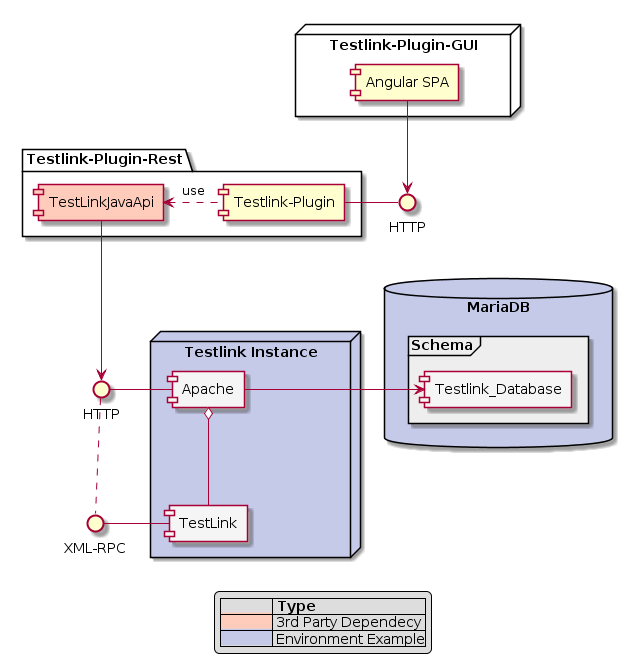 Testlink-Plugin-GUI
Angular SPA
Testlink-Plugin-Rest
TestLinkJavaApi
use
Testlink-Plugin
HTTP
MariaDB
Schema
Testlink_Database
Testlink Instance
Apache
HTTP
TestLink
XML-RPC
Type
3rd Party Dependecy
Environment Example